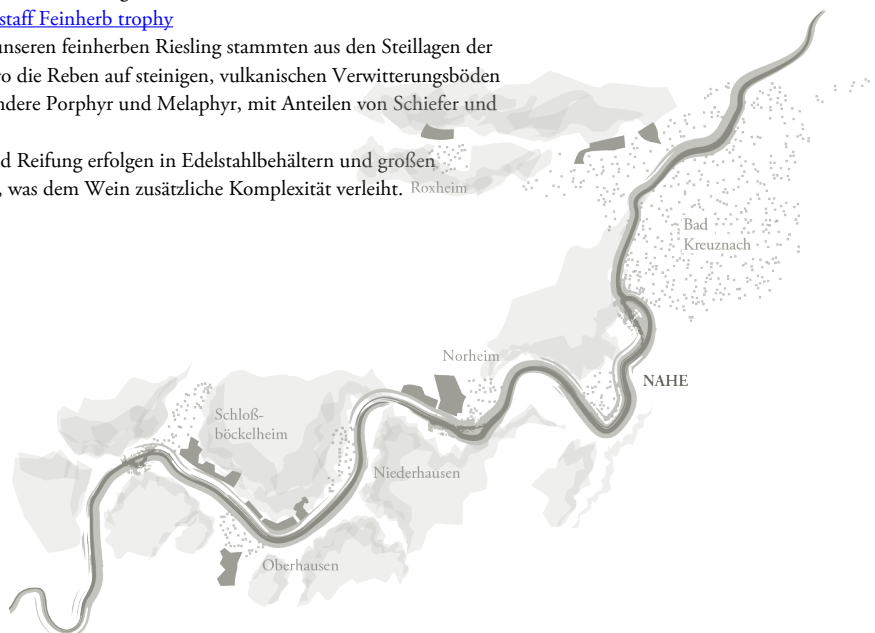 staff Feinherb trophy
unseren feinherben Riesling stammten aus den Steillagen der
die Reben auf steinigen, vulkanischen Verwitterungsböden
ndere Porphyr und Melaphyr, mit Anteilen von Schiefer und
d Reifung erfolgen in Edelstahlbehältern und großen
, was dem Wein zusätzliche Komplexität verleiht.
Roxheim
Bad
Kreuznach
Norheim
NAHE
Schloß-
böckelheim
Niederhausen
Oberhausen